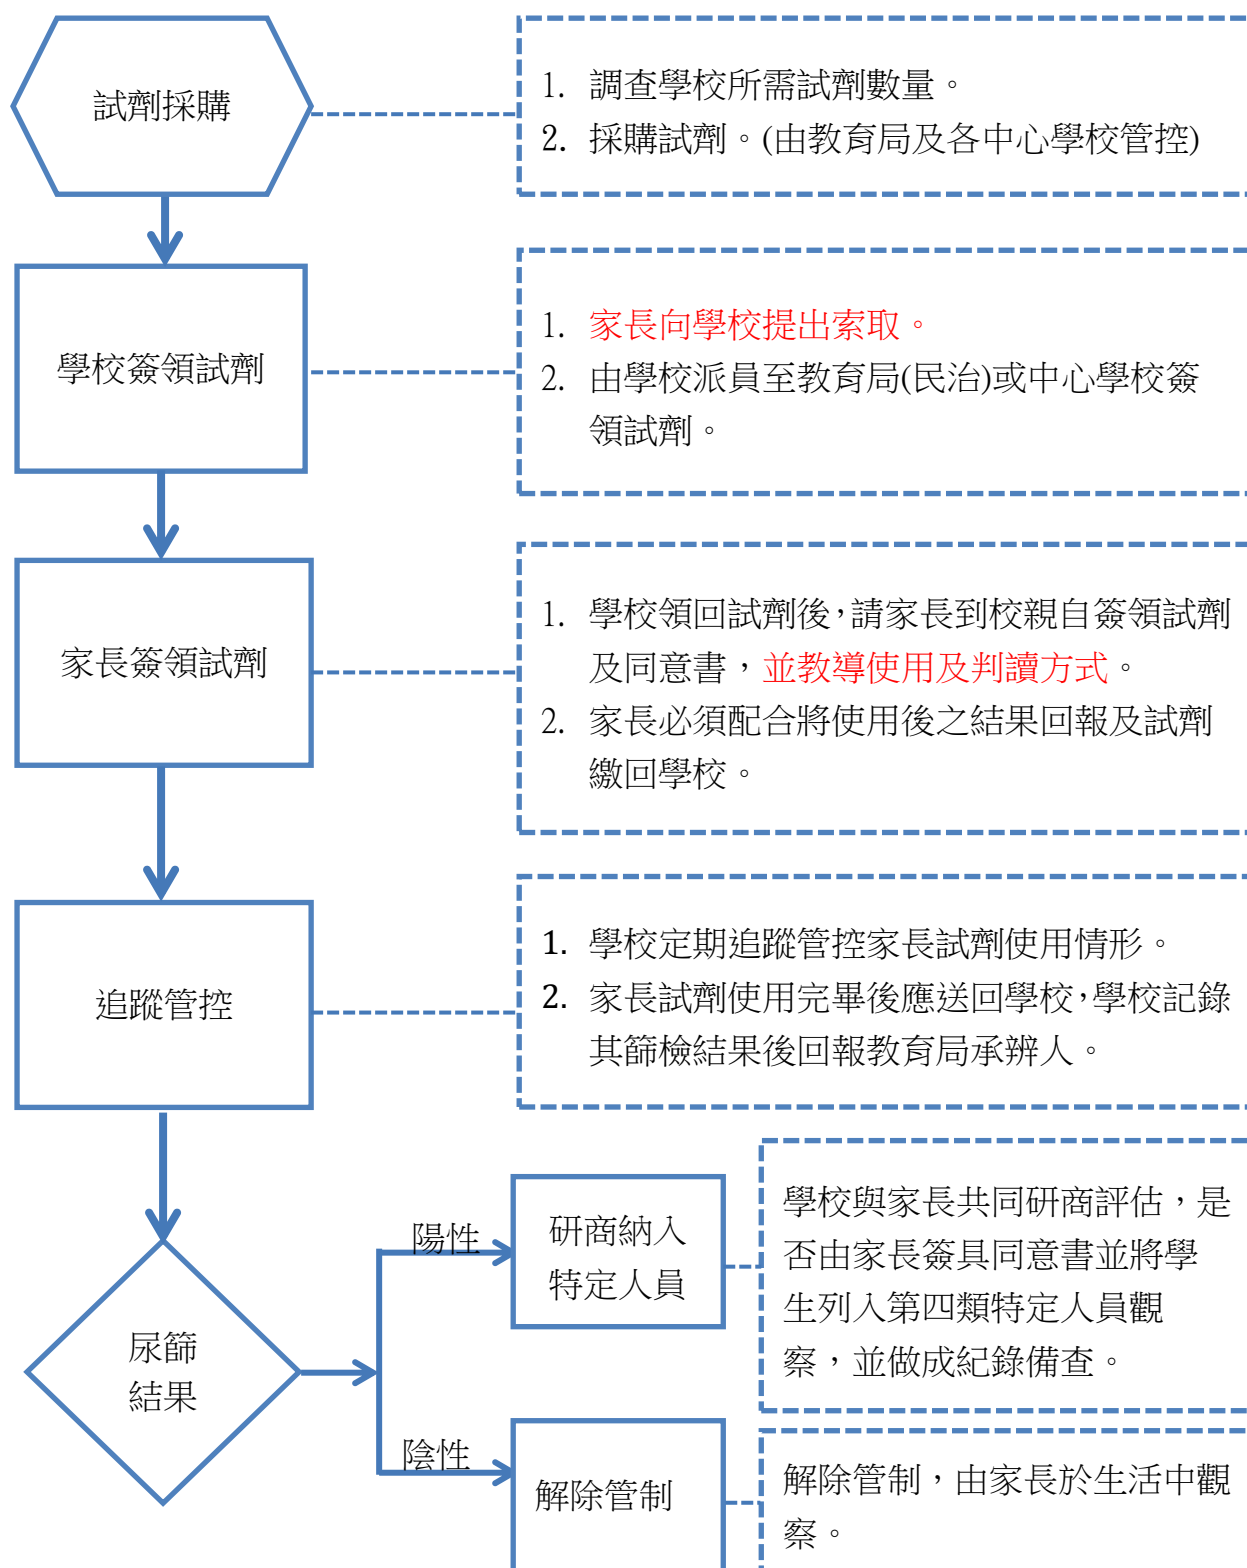 試劑採購
1. 調查學校所需試劑數量。
2. 採購試劑。(由教育局及各中心學校管控)
學校簽領試劑
1. 家長向學校提出索取。
2. 由學校派員至教育局(民治)或中心學校簽
領試劑。
家長簽領試劑
1. 學校領回試劑後，請家長到校親自簽領試劑
及同意書，並教導使用及判讀方式。
2. 家長必須配合將使用後之結果回報及試劑
繳回學校。
追蹤管控
1. 學校定期追蹤管控家長試劑使用情形。
2. 家長試劑使用完畢後應送回學校，學校記錄
其篩檢結果後回報教育局承辨人。
尿篩
結果
陽性
研商納入
特定人員
學校與家長共同研商評估，是
否由家長簽具同意書並將學
生列入第四類特定人員觀
察，並做成紀錄備查。
陰性
解除管制
解除管制，由家長於生活中觀
察。